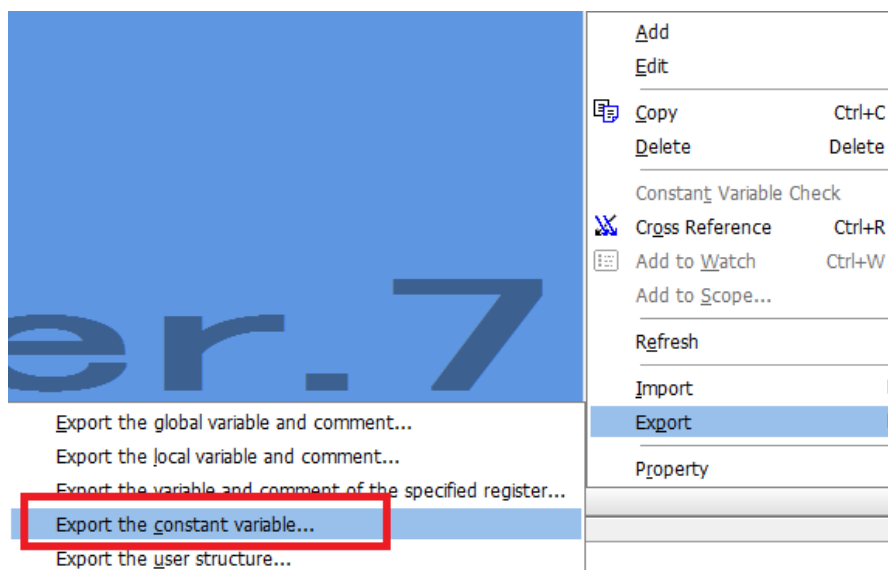 Add
Edit
Copy Ctrl+C
Delete Delete
Constant Variable Check
Cross Reference Ctrl+R
Add to Watch Ctrl+W
Add to Scope...
Refresh
Import
Export
Property
er.7
Export the global variable and comment...
Export the local variable and comment...
Export the variable and comment of the specified register...
Export the constant variable...
Export the user structure...